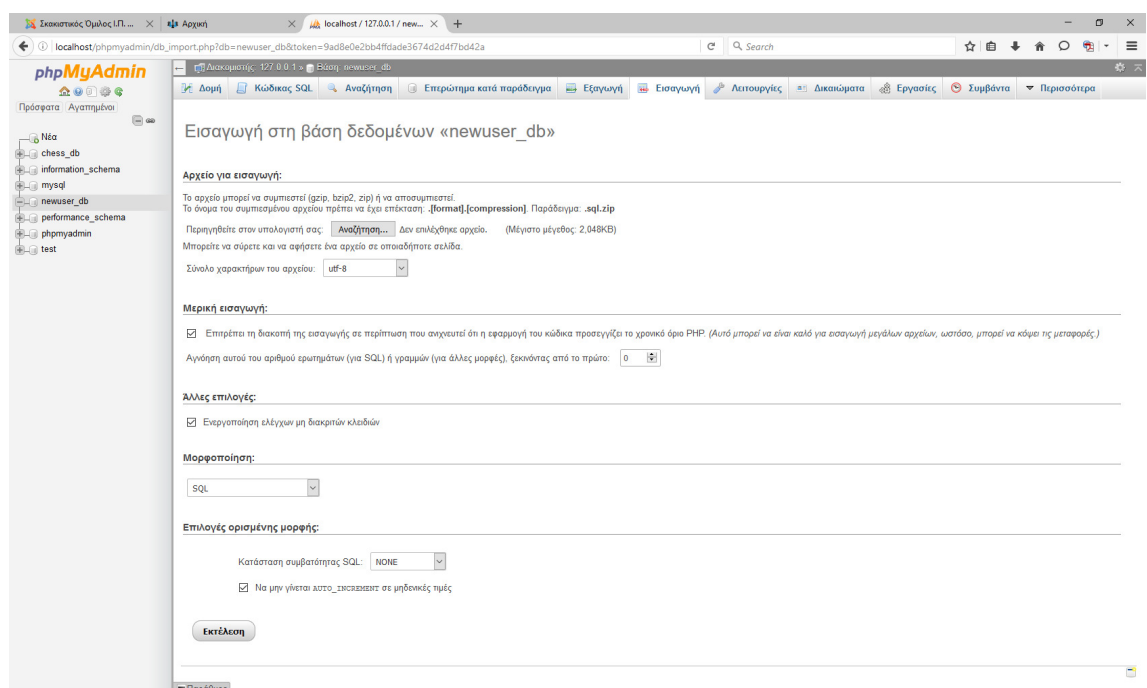 Σκακιστικός Όμιλος Ι.Π. ...
Αρχική
localhost / 127.0.0.1 / new...
localhost/phpmyadmin/db_import.php?db=newuser_db&token=9ad8e0e2bb4ffdade3674d2d4f7bd42a
Search
phpMyAdmin
Πρόσφατα Αγαπημένοι
Νέα
chess_db
information_schema
mysql
newuser_db
performance_schema
phpmyadmin
test
Διακομιστής: 127.0.0.1 » Βάση: newuser_db
Δομή Κώδικας SQL Αναζήτηση Επερώτημα κατά παράδειγμα Εξαγωγή Εισαγωγή Λειτουργίες Δικαιώματα Εργασίες Συμβάντα Περισσότερα
Εισαγωγή στη βάση δεδομένων «newuser_db»
Αρχείο για εισαγωγή:
Το αρχείο μπορεί να συμπιεστεί (gzip, bzip2, zip) ή να αποσυμπιεστεί.
Το όνομα του συμπιεσμένου αρχείου πρέπει να έχει επέκταση: .[format].[compression]. Παράδειγμα: .sql.zip
Περιηγηθείτε στον υπολογιστή σας: Αναζήτηση... Δεν επιλέχθηκε αρχείο. (Μέγιστο μέγεθος: 2,048KB)
Μπορείτε να σύρετε και να αφήσετε ένα αρχείο σε οποιαδήποτε σελίδα.
Σύνολο χαρακτήρων του αρχείου: utf-8
Μερική εισαγωγή:
Επιτρέπει τη διακοπή της εισαγωγής σε περίπτωση που ανιχνευτεί ότι η εφαρμογή του κώδικα προσεγγίζει το χρονικό όριο PHP. (Αυτό μπορεί να είναι καλό για εισαγωγή μεγάλων αρχείων, ωστόσο, μπορεί να κόψει τις μεταφορές.)
Αγνόηση αυτού του αριθμού ερωτημάτων (για SQL) ή γραμμών (για άλλες μορφές), ξεκινώντας από το πρώτο: 0
Άλλες επιλογές:
Ενεργοποίηση ελέγχων μη διακριτών κλειδιών
Μορφοποίηση:
SQL
Επιλογές ορισμένης μορφής:
Κατάσταση συμβατότητας SQL: NONE
Να μην γίνεται AUTO_INCREMENT σε μηδενικές τιμές
Εκτέλεση